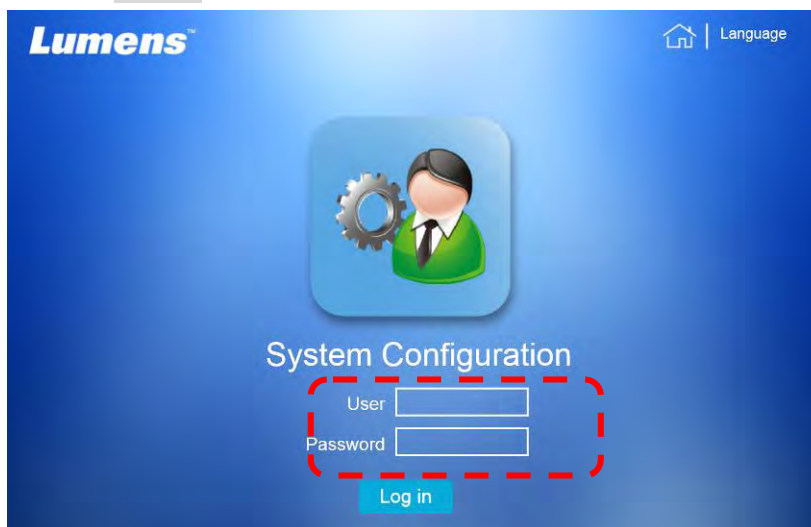 Lumens™
Language
System Configuration
User
Password
Log in